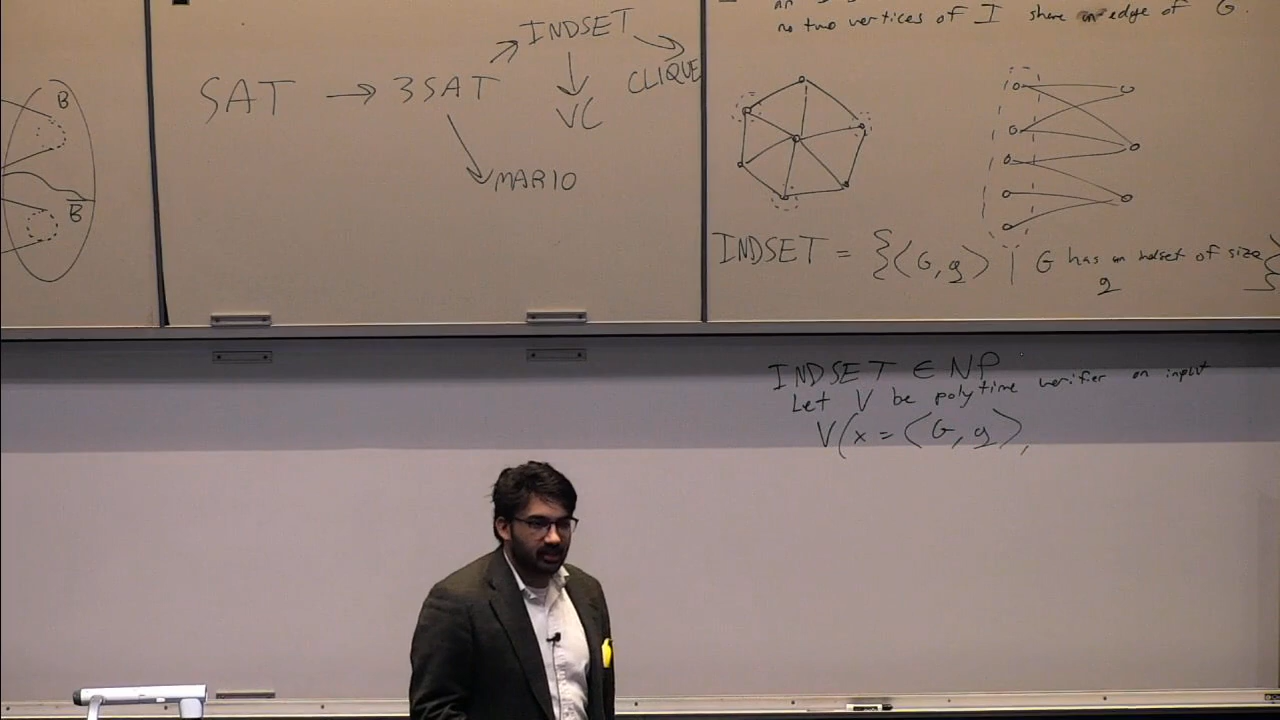 B
B̅
SAT → 3SAT
INDSET
CLIQUE
VC
MARIO
no two vertices of I share an edge of G.
INDSET = {⟨G, q⟩ | G has an indset of size q}
INDSET ∈ NP
Let V be polytime verifier on input
V(x = ⟨G, q⟩,